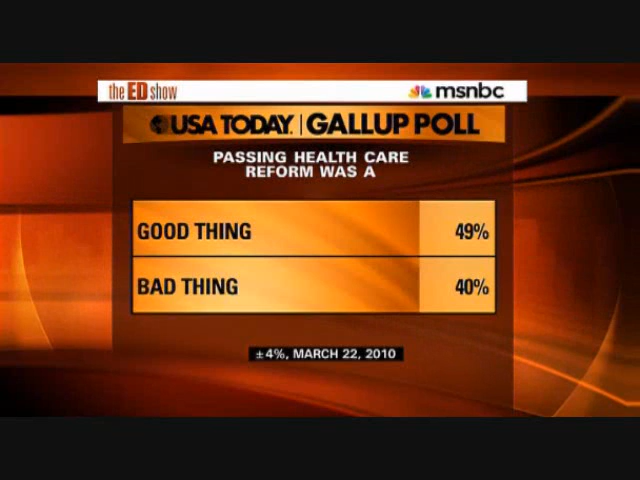 the ED show
msnbc
USA TODAY. | GALLUP POLL
PASSING HEALTH CARE
REFORM WAS A
GOOD THING 49%
BAD THING 40%
±4%, MARCH 22, 2010